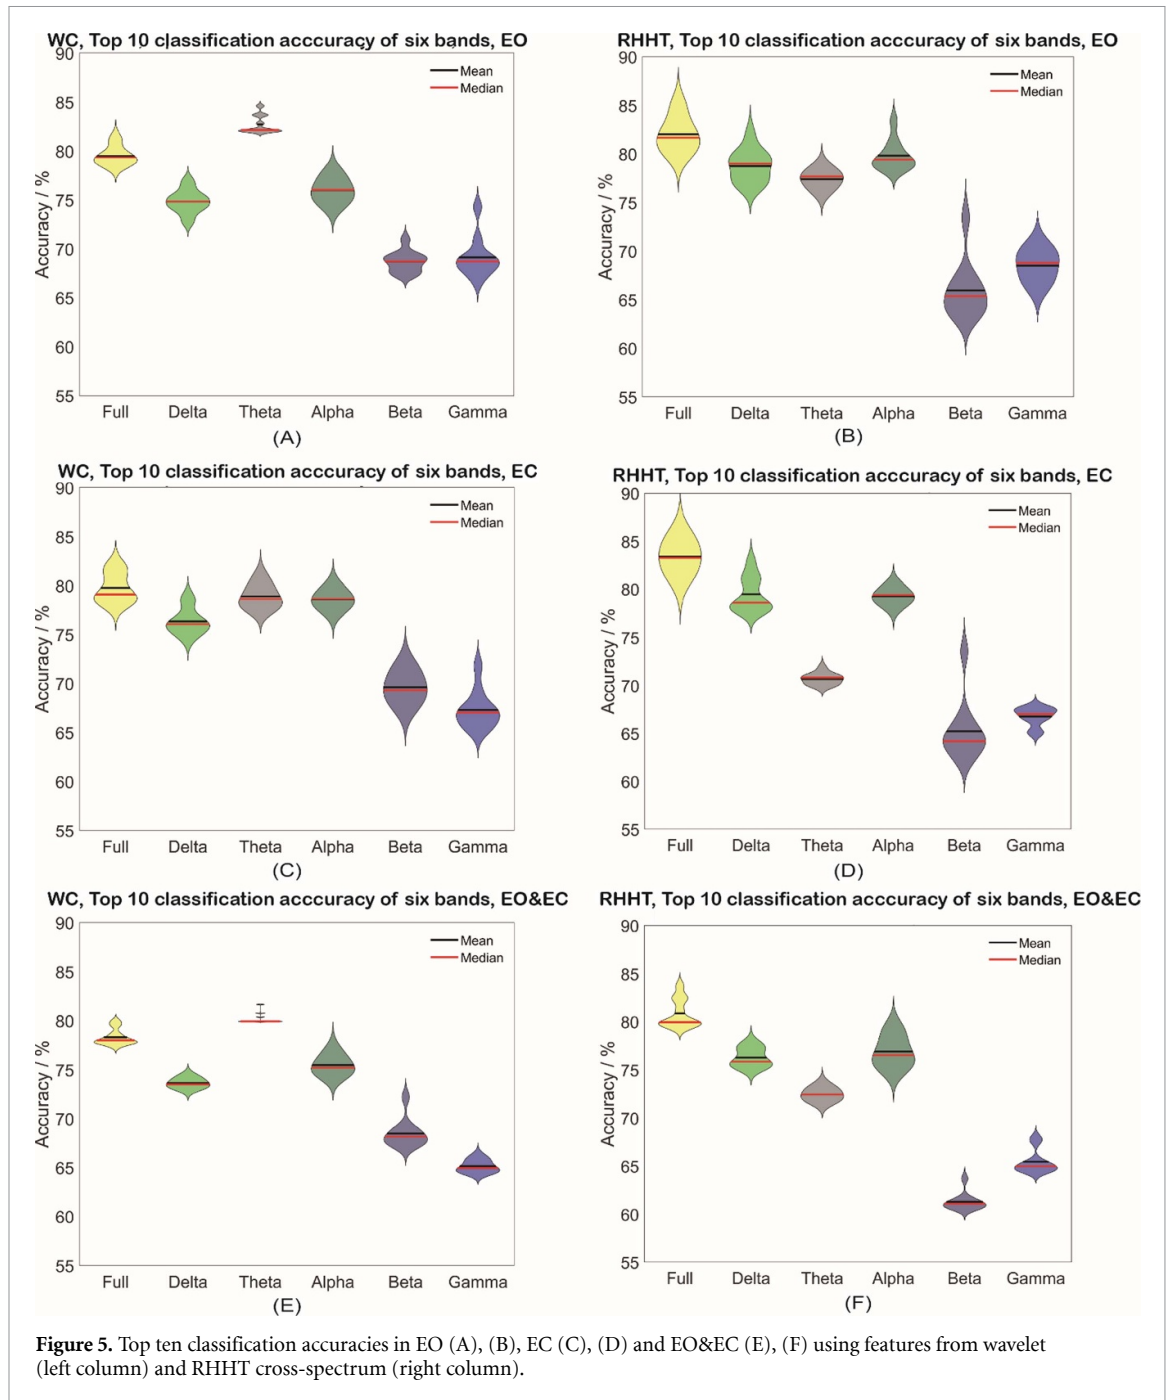 WC, Top 10 classification acccuracy of six bands, EO
90
85
80
75
70
65
60
55
Accuracy / %
Mean
Median
Full Delta Theta Alpha Beta Gamma
(A)
RHHT, Top 10 classification acccuracy of six bands, EO
90
85
80
75
70
65
60
55
Accuracy / %
Mean
Median
Full Delta Theta Alpha Beta Gamma
(B)
WC, Top 10 classification acccuracy of six bands, EC
90
85
80
75
70
65
60
55
Accuracy / %
Mean
Median
Full Delta Theta Alpha Beta Gamma
(C)
RHHT, Top 10 classification acccuracy of six bands, EC
90
85
80
75
70
65
60
55
Accuracy / %
Mean
Median
Full Delta Theta Alpha Beta Gamma
(D)
WC, Top 10 classification acccuracy of six bands, EO&EC
90
85
80
75
70
65
60
55
Accuracy / %
Mean
Median
Full Delta Theta Alpha Beta Gamma
(E)
RHHT, Top 10 classification acccuracy of six bands, EO&EC
90
85
80
75
70
65
60
55
Accuracy / %
Mean
Median
Full Delta Theta Alpha Beta Gamma
(F)
Figure 5. Top ten classification accuracies in EO (A), (B), EC (C), (D) and EO&EC (E), (F) using features from wavelet
(left column) and RHHT cross-spectrum (right column).